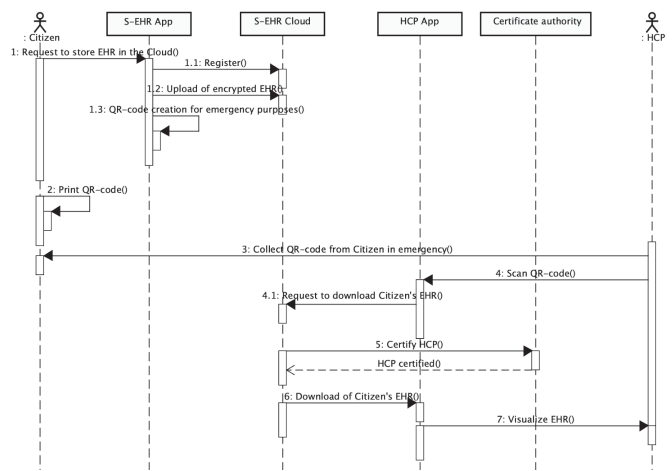 S-EHR App
S-EHR Cloud
HCP App
Certificate authority
: Citizen
: HCP
1: Request to store EHR in the Cloud()
1.1: Register()
1.2: Upload of encrypted EHR()
1.3: QR-code creation for emergency purposes()
2: Print QR-code()
3: Collect QR-code from Citizen in emergency()
4: Scan QR-code()
4.1: Request to download Citizen's EHR()
5: Certify HCP()
HCP certified()
6: Download of Citizen's EHR()
7: Visualize EHR()